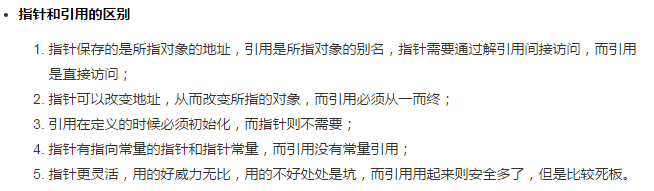 • 指针和引用的区别
1. 指针保存的是所指对象的地址，引用是所指对象的别名，指针需要通过解引用间接访问，而引用
是直接访问；
2. 指针可以改变地址，从而改变所指的对象，而引用必须从一而终；
3. 引用在定义的时候必须初始化，而指针则不需要；
4. 指针有指向常量的指针和指针常量，而引用没有常量引用；
5. 指针更灵活，用的好威力无比，用的不好处处是坑，而引用用起来则安全多了，但是比较死板。